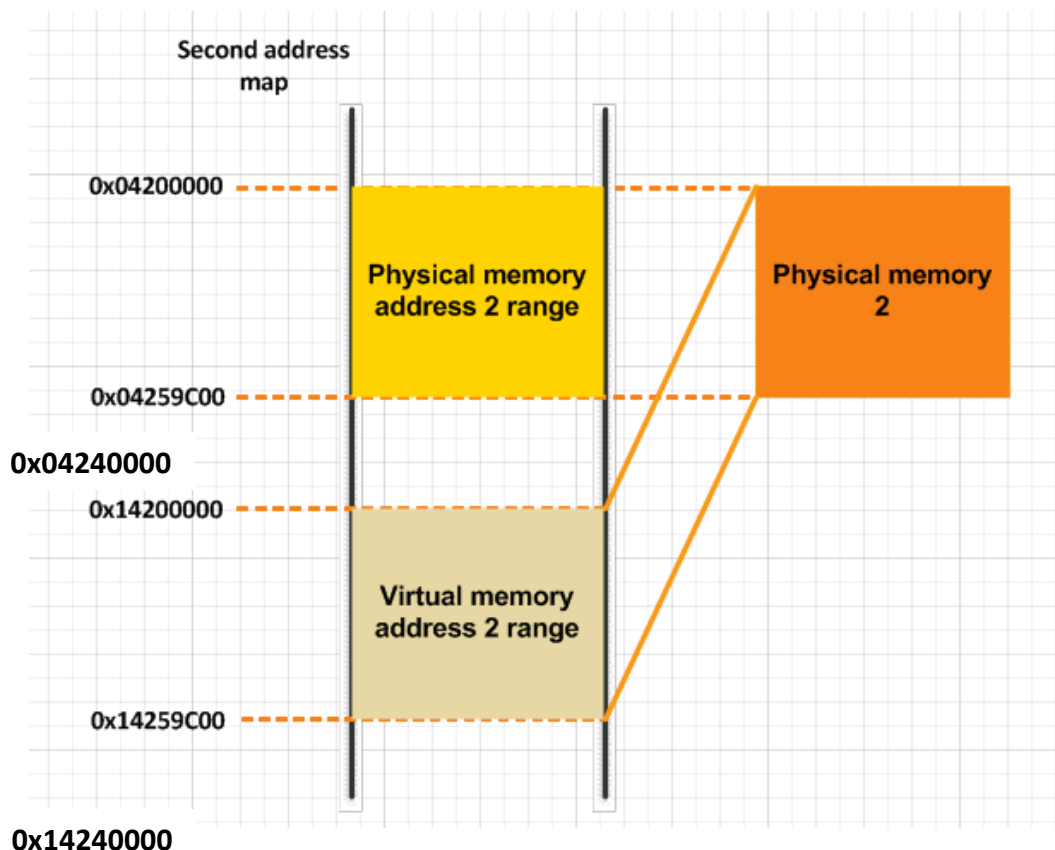 Second address
map
0x04200000
Physical memory
address 2 range
Physical memory
2
0x04259C00
0x04240000
0x14200000
Virtual memory
address 2 range
0x14259C00
0x14240000